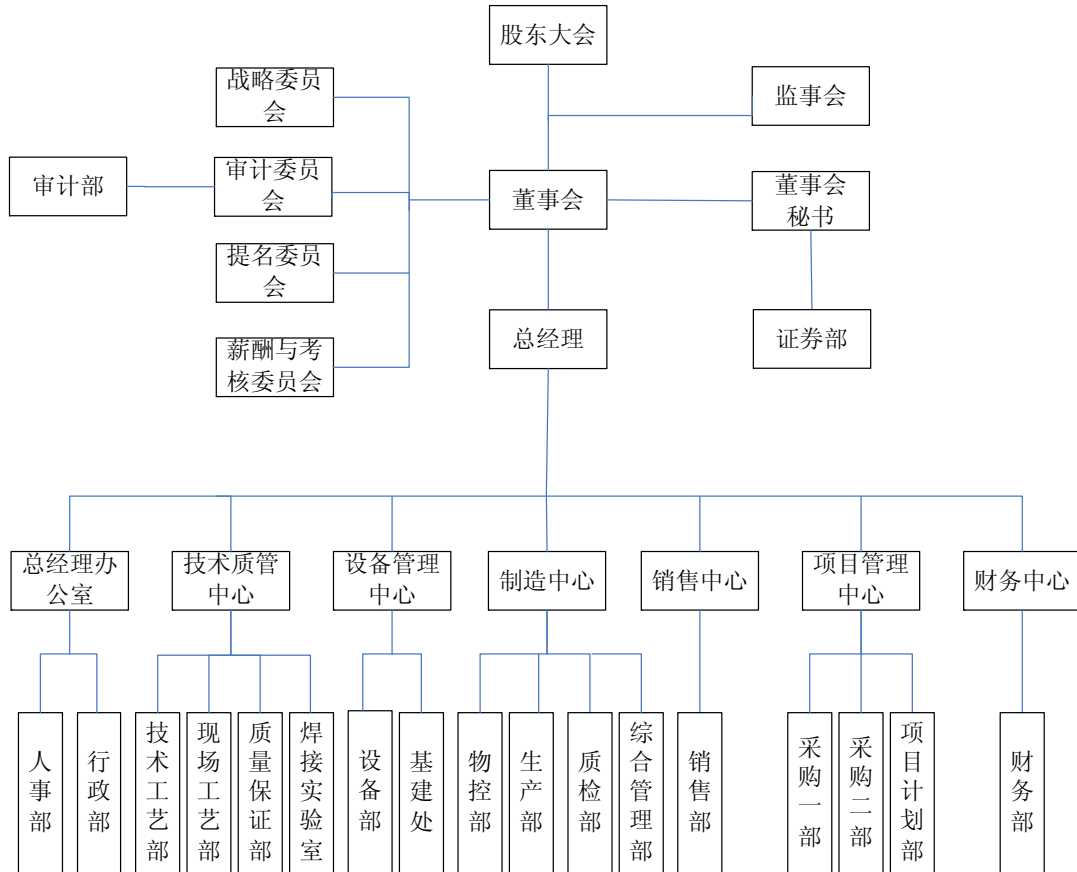 股东大会
战略委员
会
监事会
审计部
审计委员
会
董事会
董事会
秘书
提名委员
会
总经理
证券部
薪酬与考
核委员会
总经理办
公室
技术质管
中心
设备管理
中心
制造中心
销售中心
项目管理
中心
财务中心
人事部
行政部
技术工艺部
现场工艺部
质量保证部
焊接实验室
设备部
基建处
物控部
生产部
质检部
综合管理部
销售部
采购一部
采购二部
项目计划部
财务部